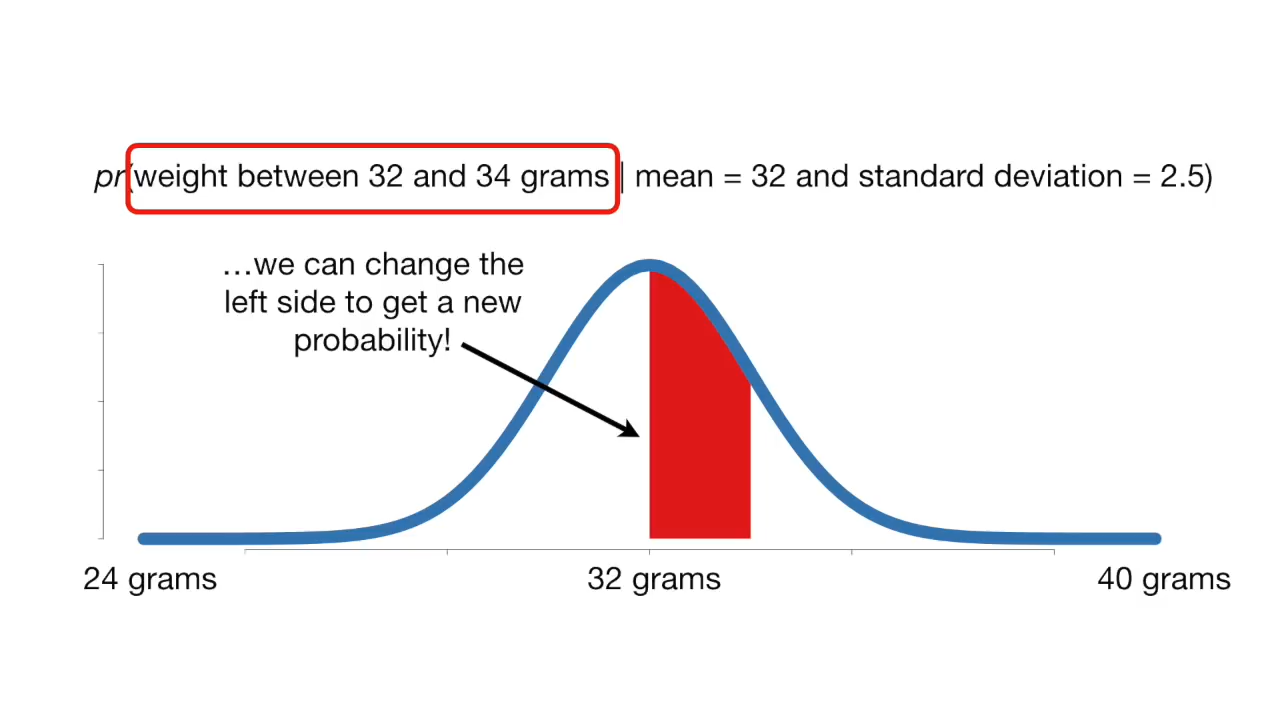 pr(weight between 32 and 34 grams | mean = 32 and standard deviation = 2.5)
…we can change the
left side to get a new
probability!
24 grams
32 grams
40 grams